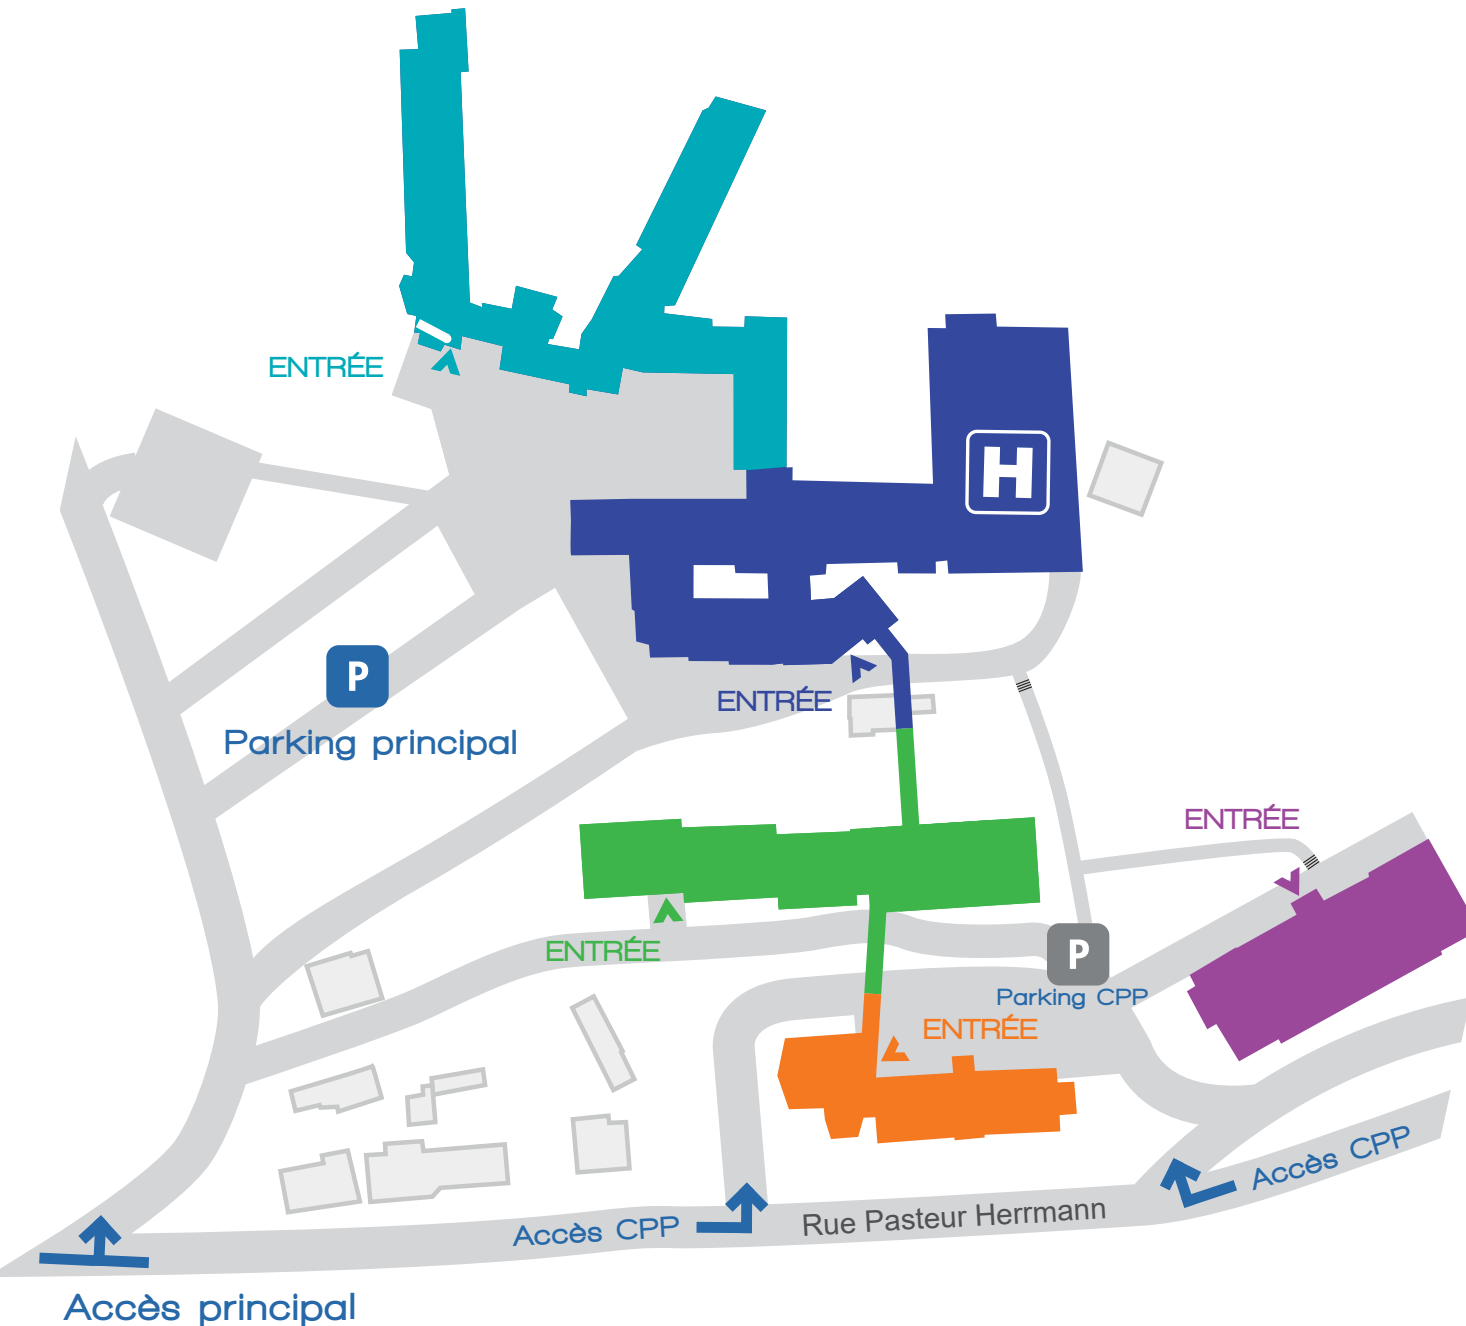 ENTRÉE
H
P
Parking principal
ENTRÉE
ENTRÉE
ENTRÉE
P
Parking CPP
ENTRÉE
Accès CPP
Rue Pasteur Herrmann
Accès CPP
Accès principal